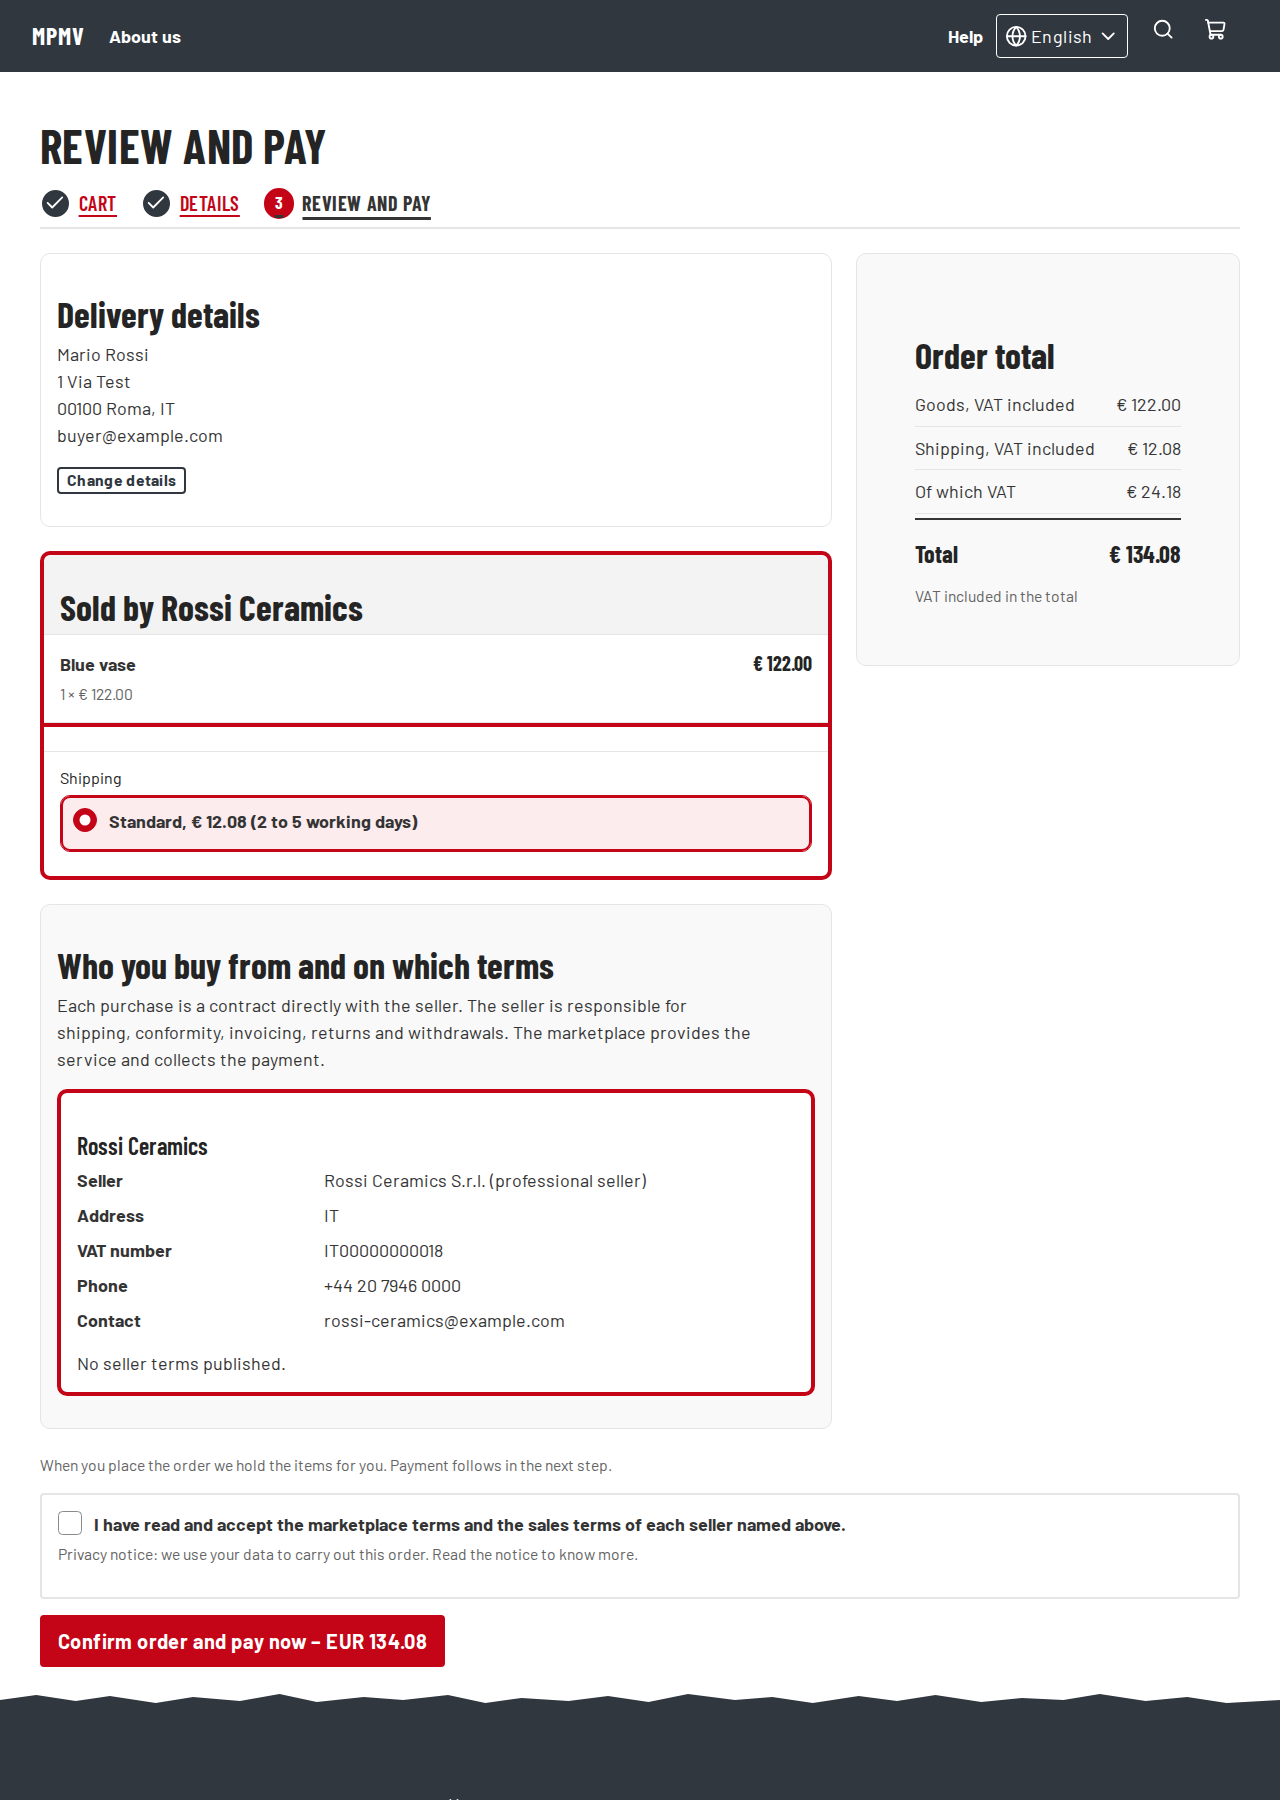 MPMV About us Help English
REVIEW AND PAY
CART DETAILS 3 REVIEW AND PAY
Delivery details
Mario Rossi
1 Via Test
00100 Roma, IT
buyer@example.com
Change details
Order total
Goods, VAT included € 122.00
Shipping, VAT included € 12.08
Of which VAT € 24.18
Total € 134.08
VAT included in the total
Sold by Rossi Ceramics
Blue vase € 122.00
1 × € 122.00
Shipping
Standard, € 12.08 (2 to 5 working days)
Who you buy from and on which terms
Each purchase is a contract directly with the seller. The seller is responsible for
shipping, conformity, invoicing, returns and withdrawals. The marketplace provides the
service and collects the payment.
Rossi Ceramics
Seller Rossi Ceramics S.r.l. (professional seller)
Address IT
VAT number IT00000000018
Phone +44 20 7946 0000
Contact rossi-ceramics@example.com
No seller terms published.
When you place the order we hold the items for you. Payment follows in the next step.
I have read and accept the marketplace terms and the sales terms of each seller named above.
Privacy notice: we use your data to carry out this order. Read the notice to know more.
Confirm order and pay now – EUR 134.08